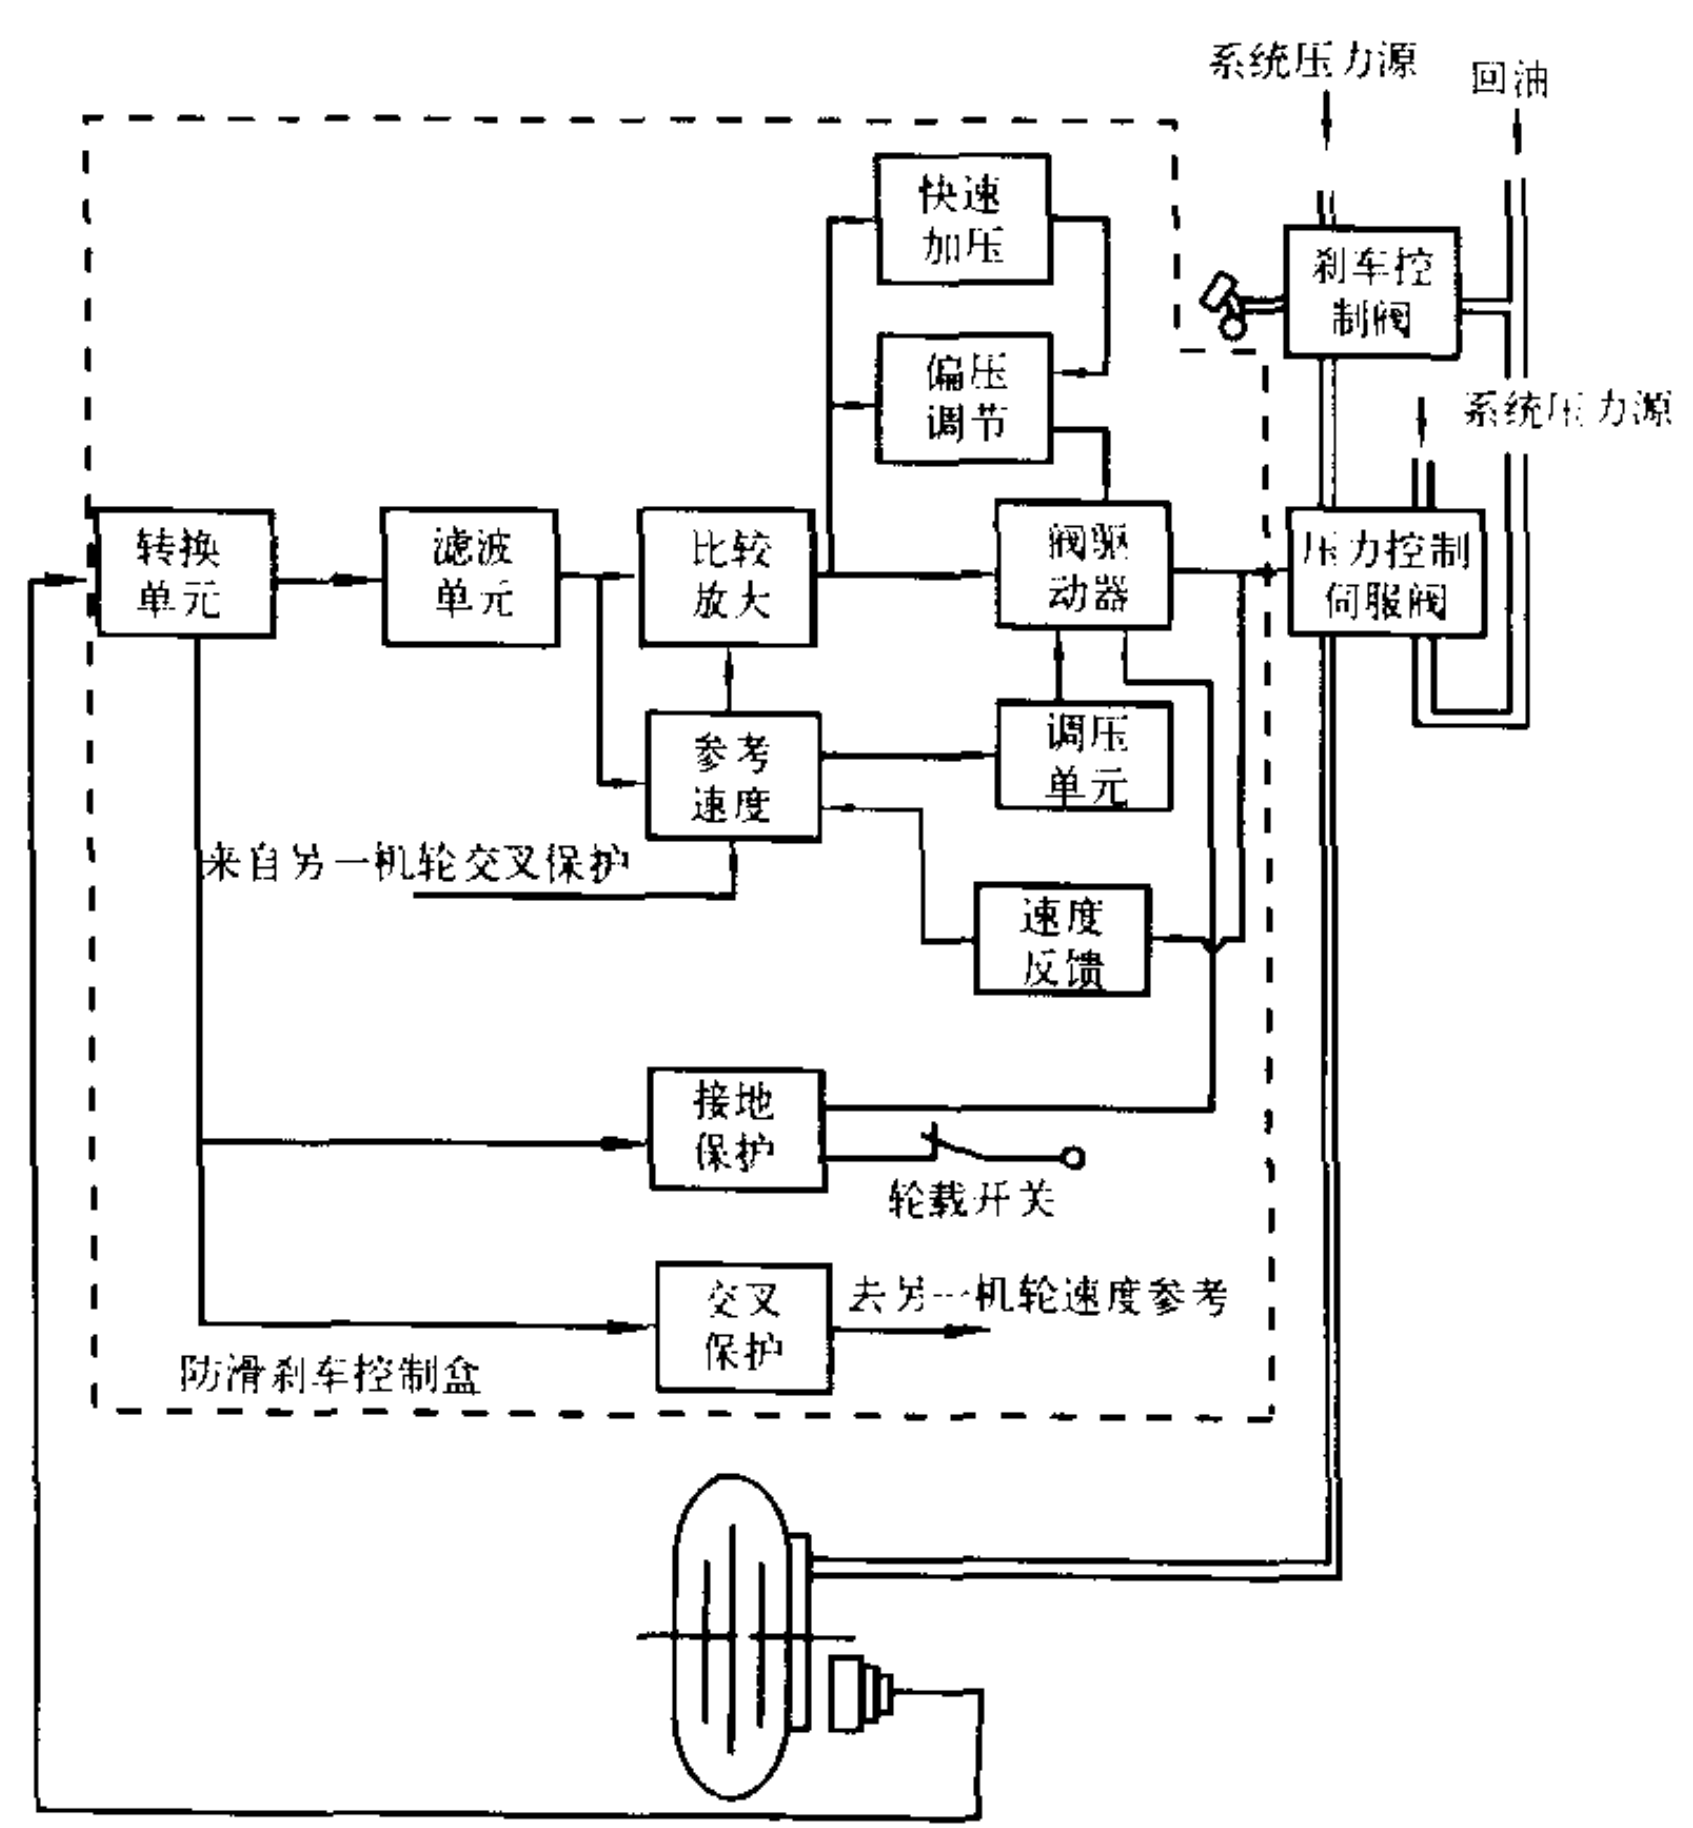 系统压力源
回油
快速
加压
刹车控
制阀
偏压
调节
系统压力源
转换
单元
滤波
单元
比较
放大
阀驱
动器
压力控制
伺服阀
参考
速度
调压
单元
来自另一机轮交叉保护
速度
反馈
接地
保护
轮载开关
交叉
保护
去另一机轮速度参考
防滑刹车控制盒